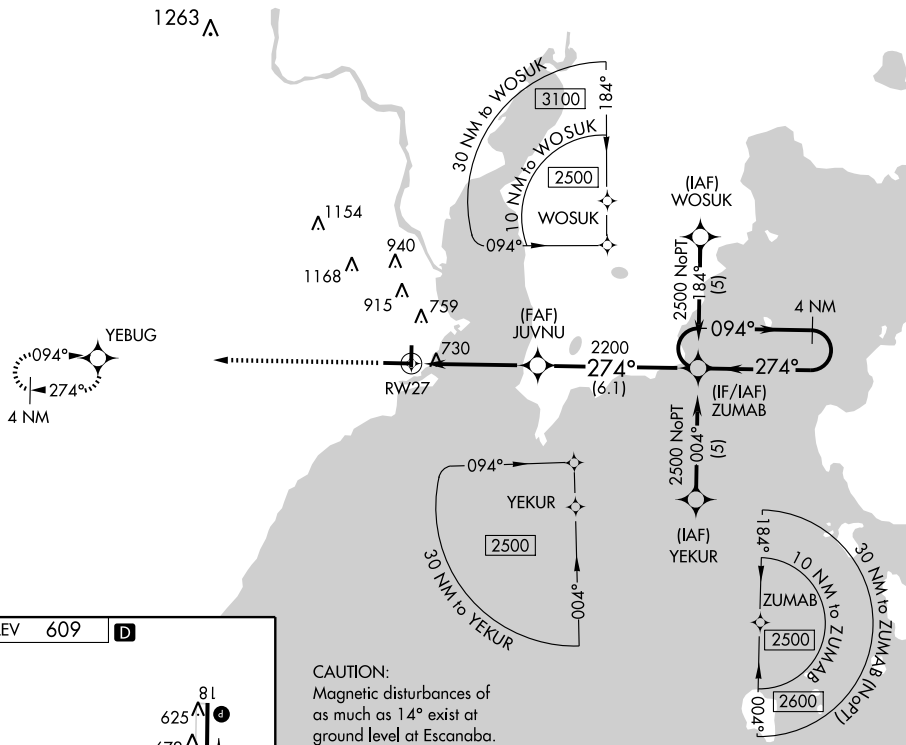 1263
30 NM to WOSUK
3100
184°
10 NM to WOSUK
2500
WOSUK
094°
(IAF)
WOSUK
2500 NoPT
184°
(5)
1154
940
1168
915
759
730
YEBUG
094°
274°
4 NM
RW27
(FAF)
JUVNU
2200
274°
(6.1)
094°
4 NM
274°
(IF/IAF)
ZUMAB
2500 NoPT
004°
(5)
(IAF)
YEKUR
094°
YEKUR
2500
30 NM to YEKUR
004°
184°
30 NM to ZUMAB (NoPT)
10 NM to ZUMAB
ZUMAB
2500
2600
004°
EV 609 D
18
625
P
CAUTION:
Magnetic disturbances of
as much as 14° exist at
ground level at Escanaba.